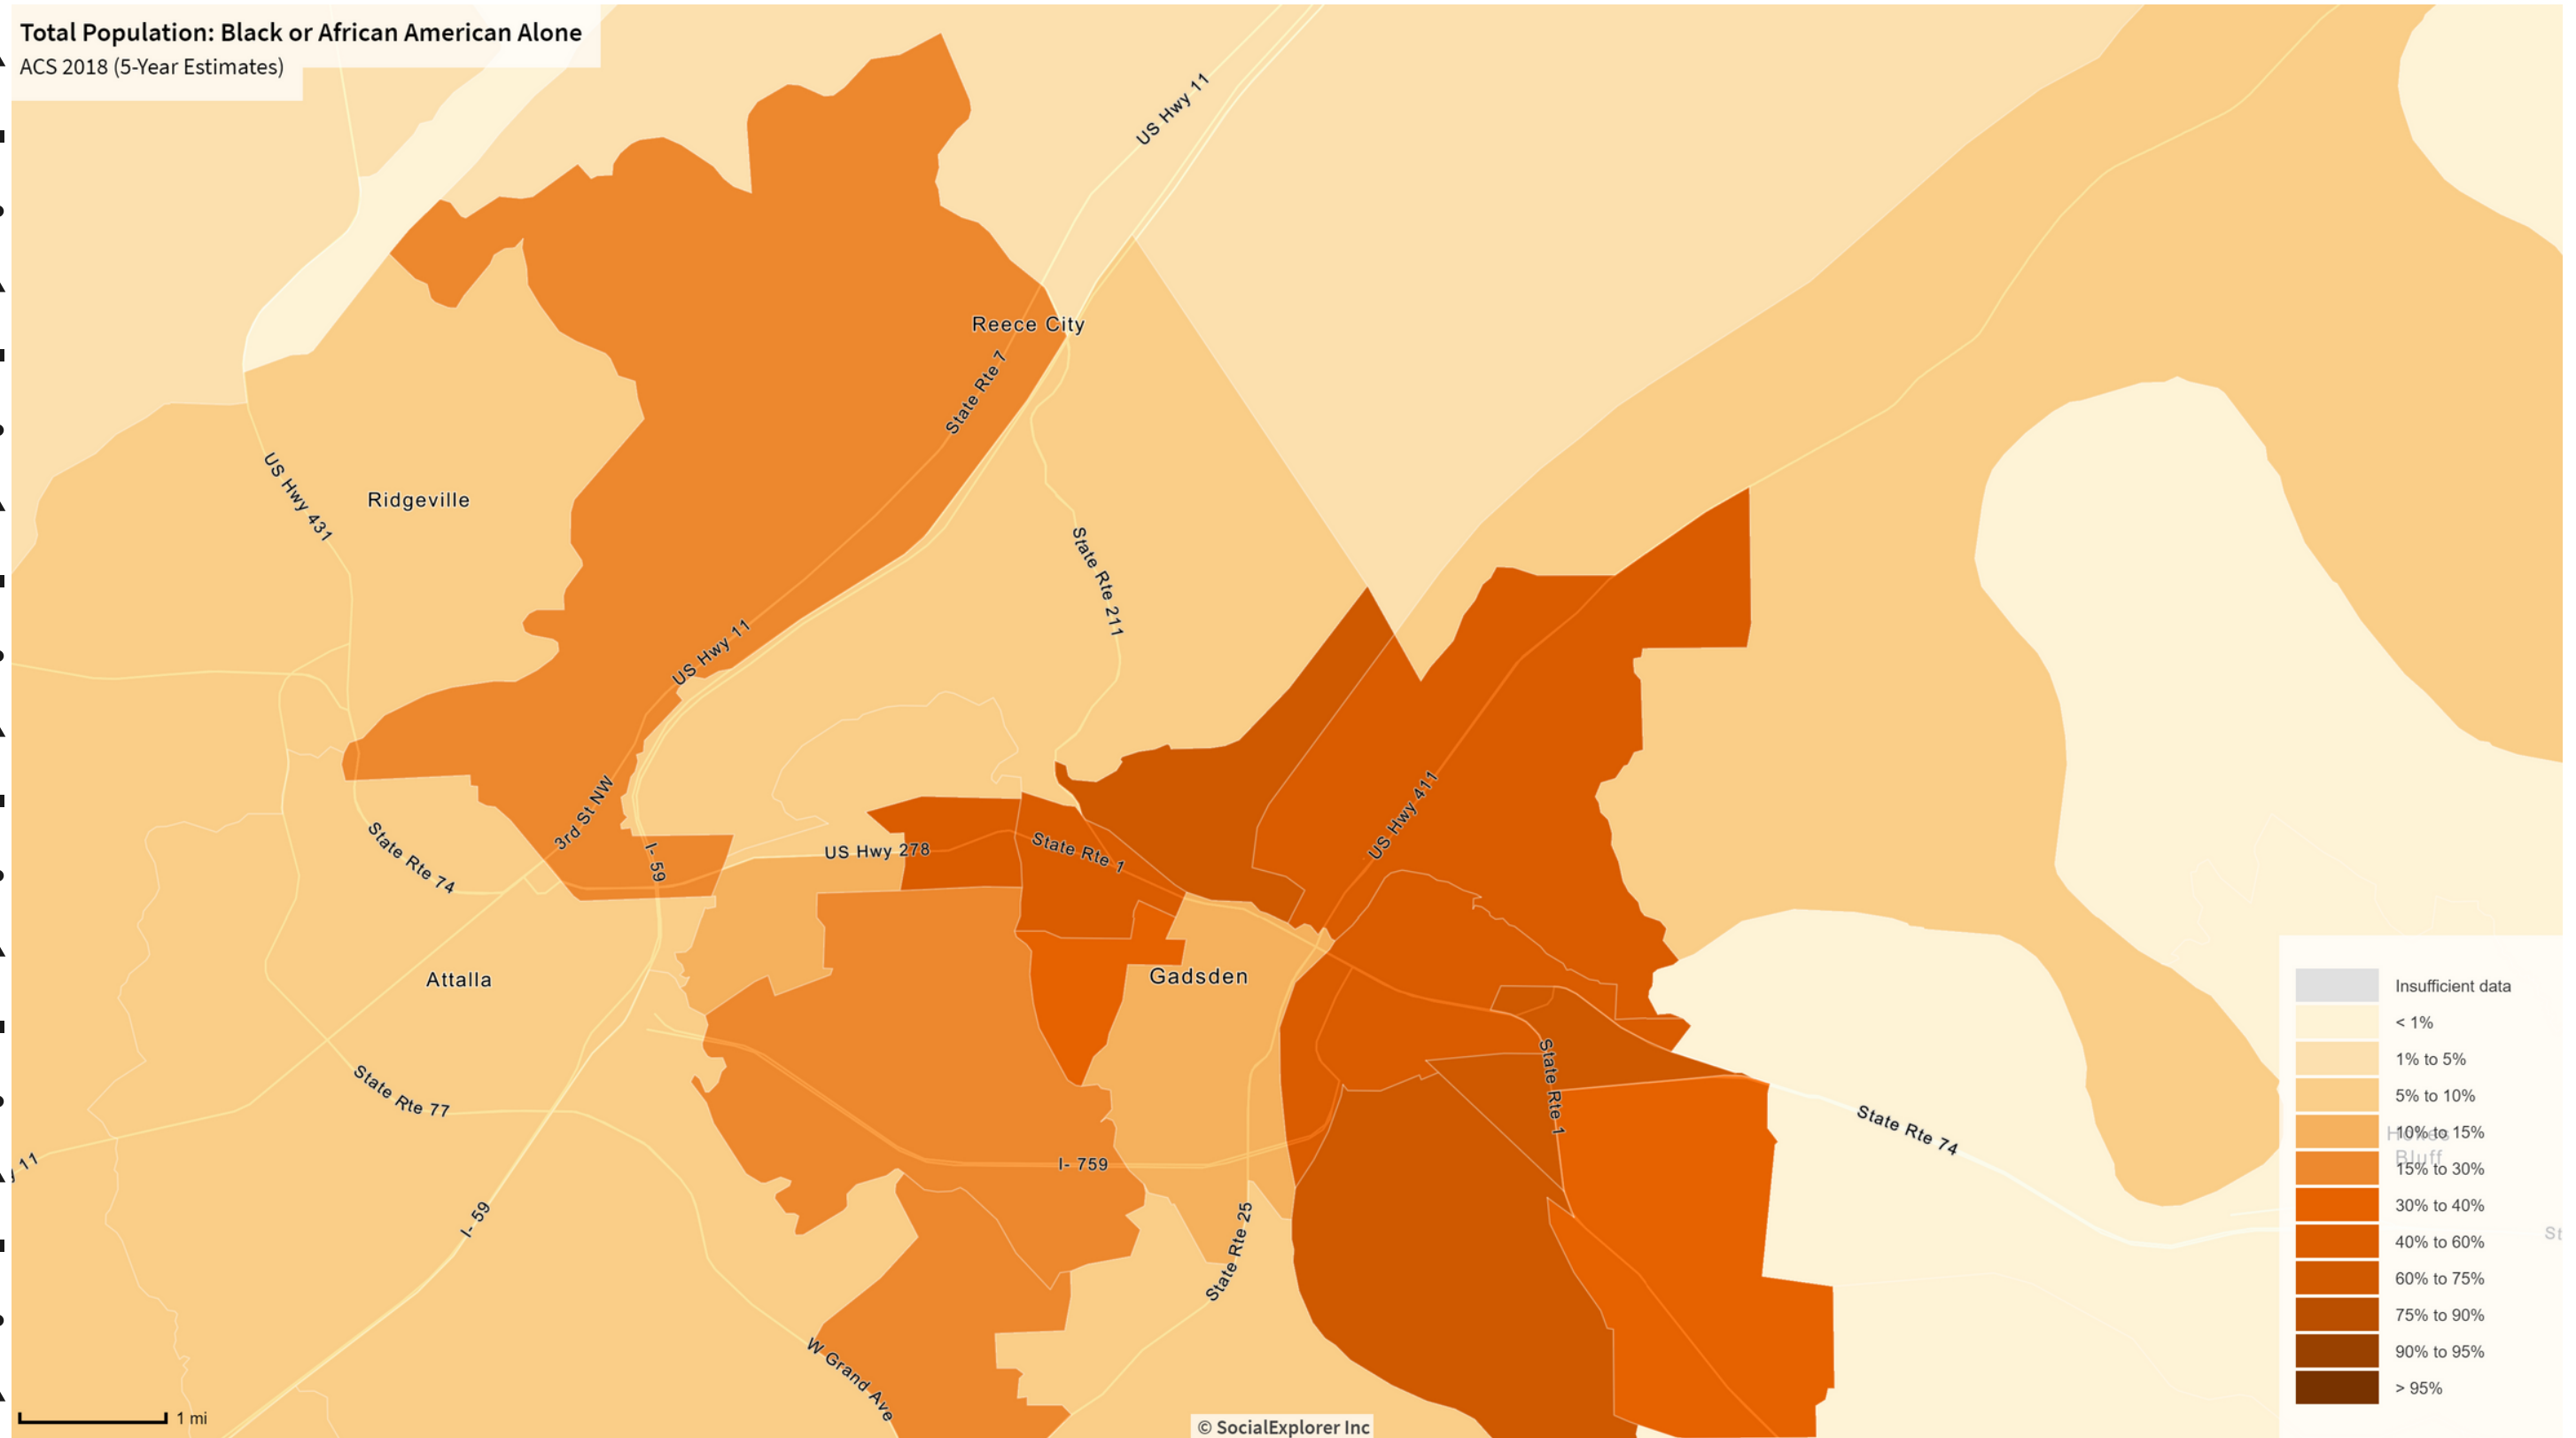 Total Population: Black or African American Alone
ACS 2018 (5-Year Estimates)
US Hwy 11
Reece City
State Rte 7
US Hwy 431
Ridgeville
State Rte 211
US Hwy 11
3rd St NW
State Rte 74
I- 59
US Hwy 278
State Rte 1
US Hwy 411
Attalla
Gadsden
State Rte 77
State Rte 1
State Rte 74
11
I- 759
I- 59
State Rte 25
W Grand Ave
Insufficient data
< 1%
1% to 5%
5% to 10%
10% to 15%
Bluff
15% to 30%
30% to 40%
St
40% to 60%
60% to 75%
75% to 90%
90% to 95%
> 95%
1 mi
© SocialExplorer Inc